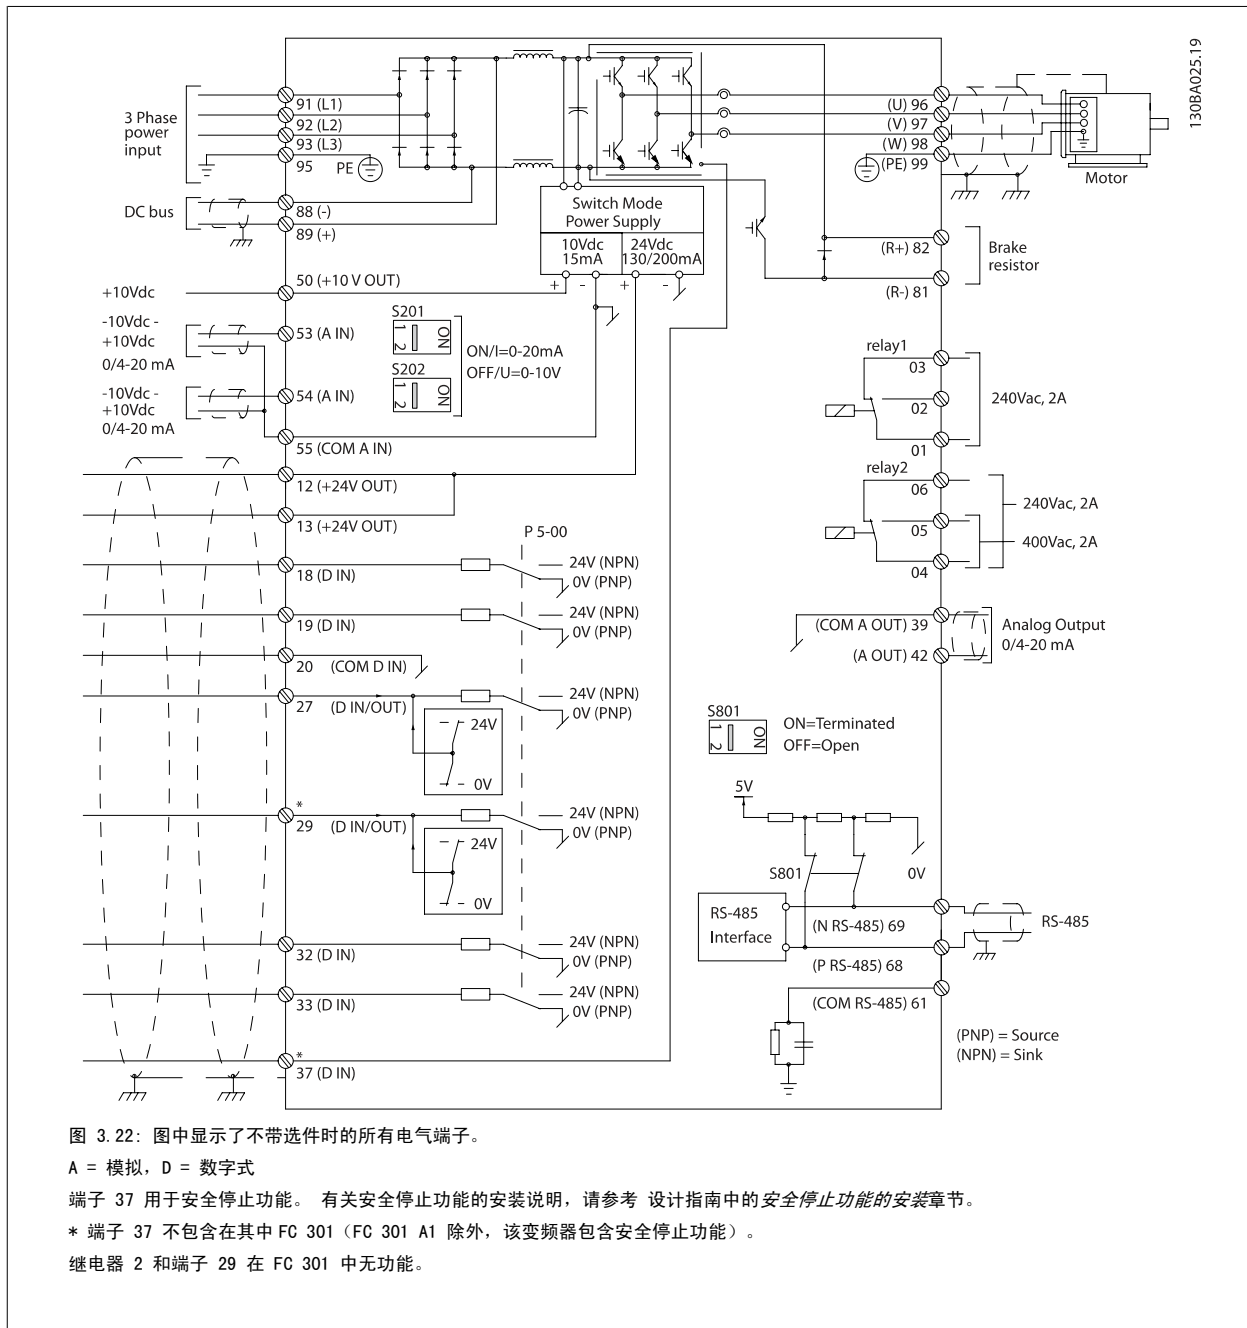 130BA025.19
3 Phase
power
input
91 (L1)
92 (L2)
93 (L3)
95
PE
DC bus
88 (-)
89 (+)
Switch Mode
Power Supply
10Vdc
15mA
24Vdc
130/200mA
+
-
+
-
(U) 96
(V) 97
(W) 98
(PE) 99
Motor
(R+) 82
(R-) 81
Brake
resistor
+10Vdc
50 (+10 V OUT)
-10Vdc -
+10Vdc
0/4-20 mA
53 (A IN)
S201
1 2
ON
S202
1 2
ON
ON/I=0-20mA
OFF/U=0-10V
-10Vdc -
+10Vdc
0/4-20 mA
54 (A IN)
55 (COM A IN)
12 (+24V OUT)
13 (+24V OUT)
relay1
03
02
01
240Vac, 2A
relay2
06
05
04
240Vac, 2A
400Vac, 2A
P 5-00
18 (D IN)
24V (NPN)
0V (PNP)
19 (D IN)
24V (NPN)
0V (PNP)
20 (COM D IN)
27 (D IN/OUT)
24V (NPN)
0V (PNP)
24V
0V
*
29 (D IN/OUT)
24V (NPN)
0V (PNP)
24V
0V
32 (D IN)
24V (NPN)
0V (PNP)
33 (D IN)
24V (NPN)
0V (PNP)
*
37 (D IN)
(COM A OUT) 39
(A OUT) 42
Analog Output
0/4-20 mA
S801
1 2
ON
ON=Terminated
OFF=Open
5V
S801
0V
RS-485
Interface
(N RS-485) 69
(P RS-485) 68
(COM RS-485) 61
RS-485
(PNP) = Source
(NPN) = Sink
图 3.22: 图中显示了不带选件时的所有电气端子。
A = 模拟，D = 数字式
端子 37 用于安全停止功能。 有关安全停止功能的安装说明，请参考 设计指南中的安全停止功能的安装章节。
* 端子 37 不包含在其中 FC 301（FC 301 A1 除外，该变频器包含安全停止功能）。
继电器 2 和端子 29 在 FC 301 中无功能。